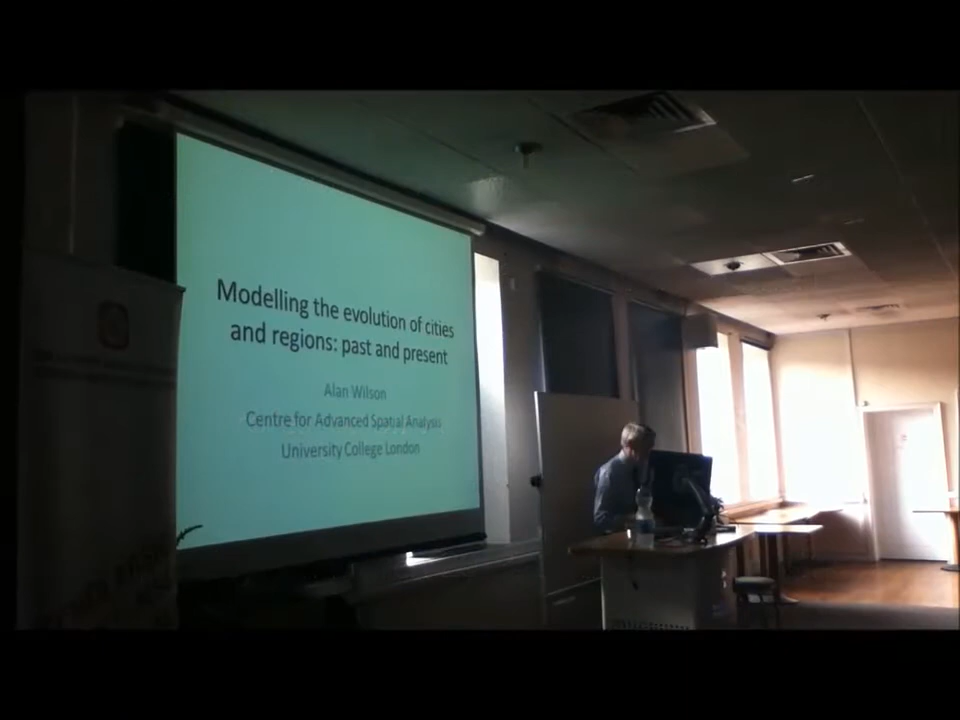 Modelling the evolution of cities
and regions: past and present
Alan Wilson
Centre for Advanced Spatial Analysis
University College London